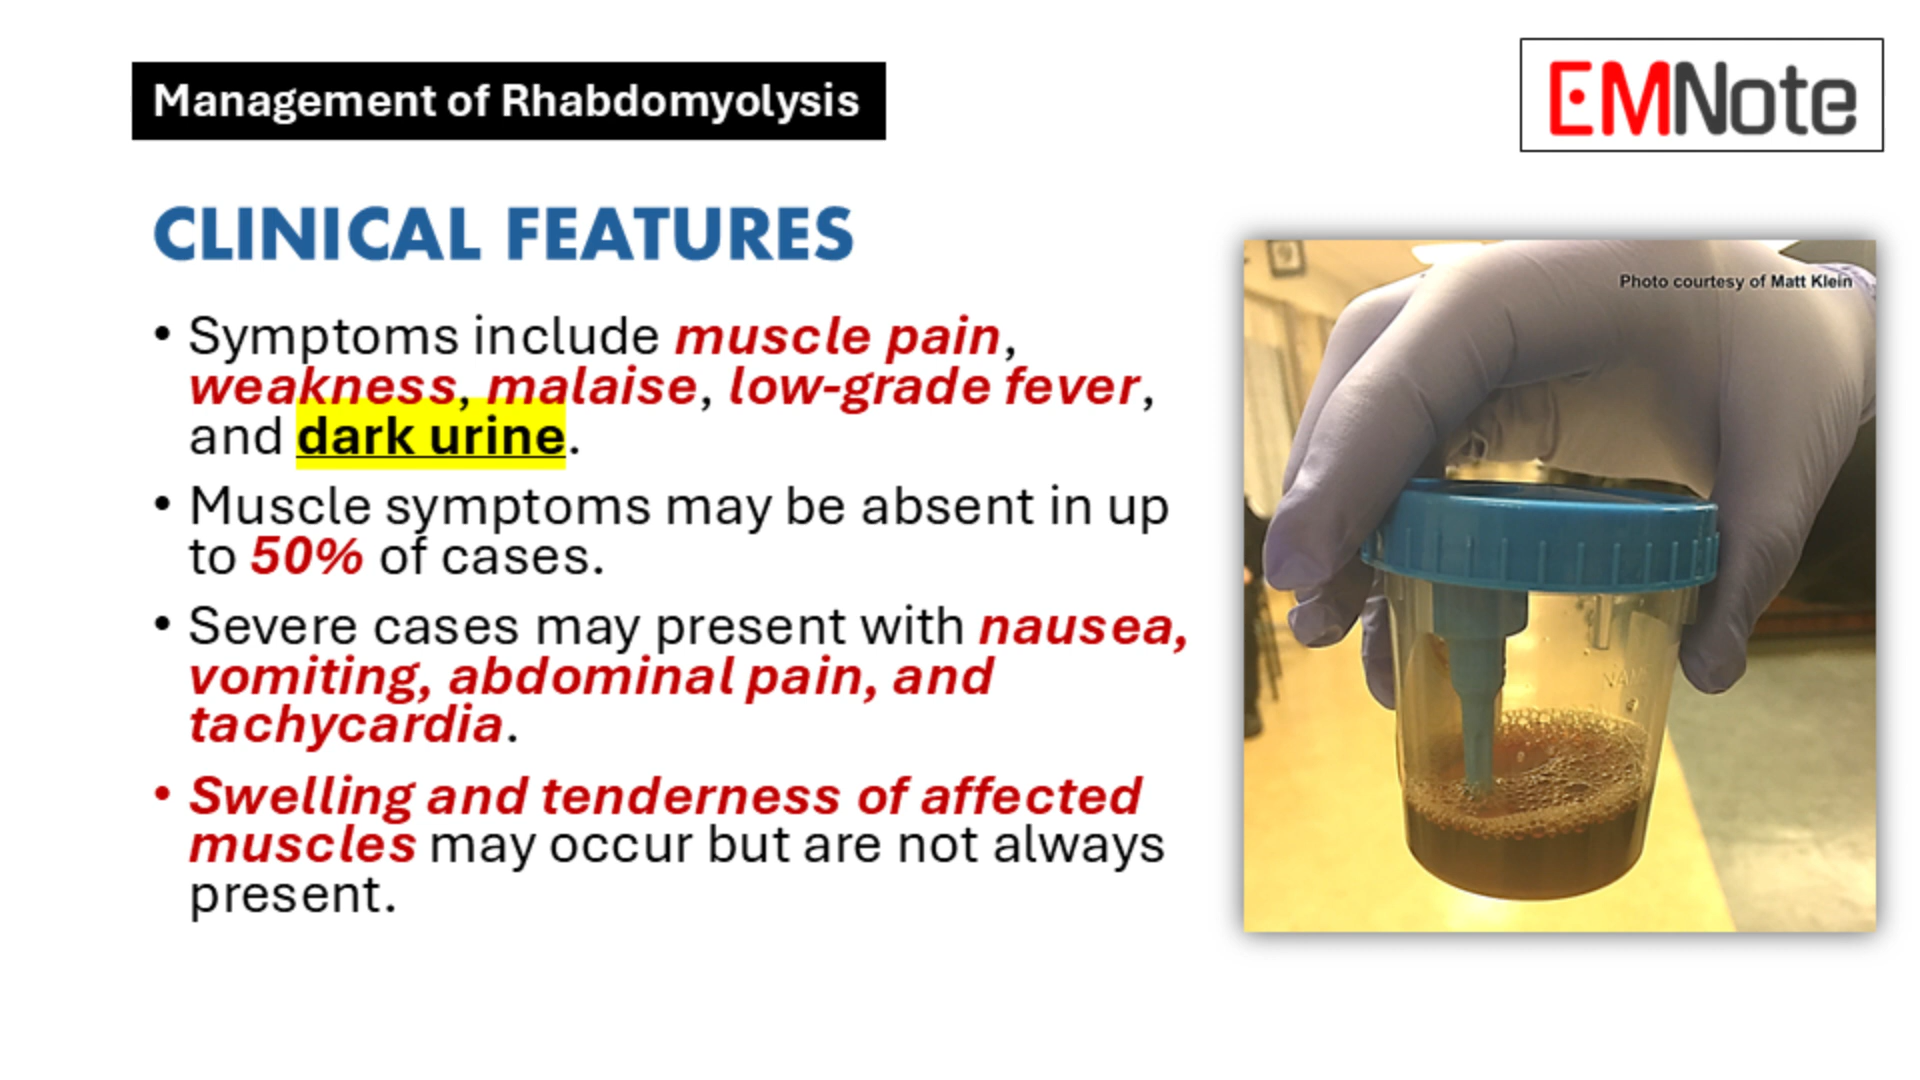 Management of Rhabdomyolysis
EMNote
CLINICAL FEATURES
Photo courtesy of Matt Klein
• Symptoms include muscle pain,
weakness, malaise, low-grade fever,
and dark urine.
• Muscle symptoms may be absent in up
to 50% of cases.
• Severe cases may present with nausea,
vomiting, abdominal pain, and
tachycardia.
• Swelling and tenderness of affected
muscles may occur but are not always
present.